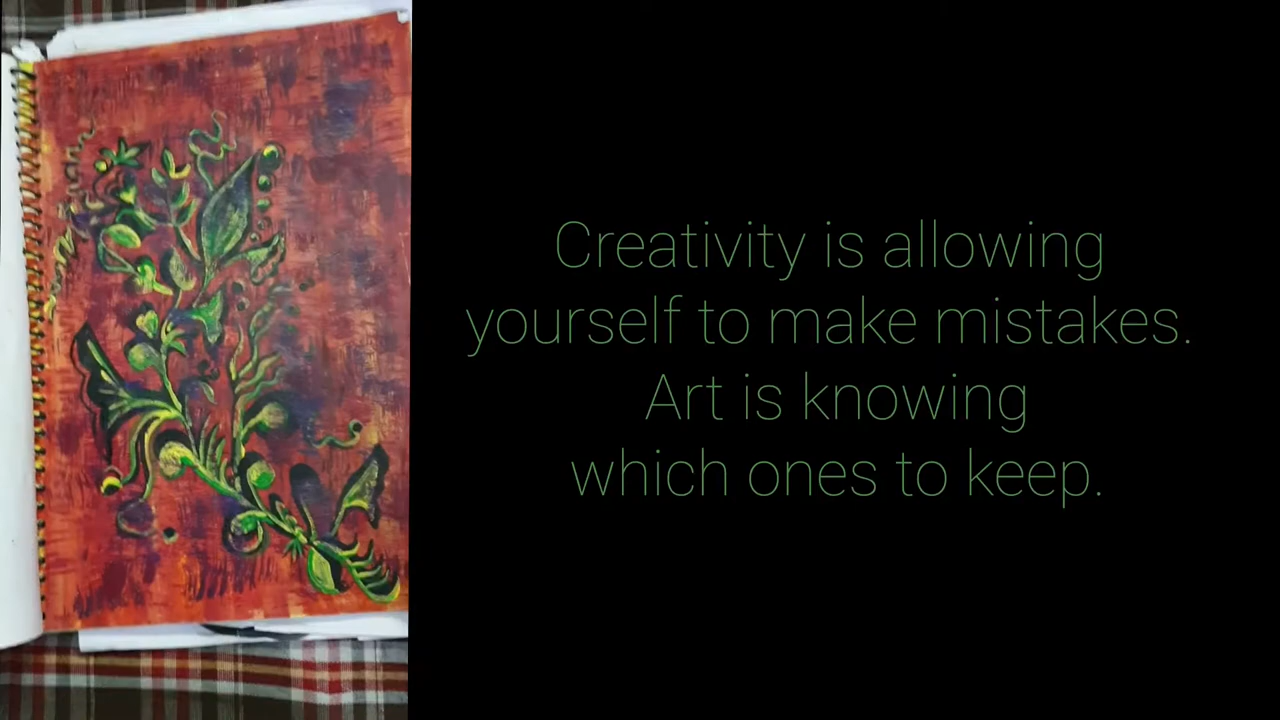 Creativity is allowing
yourself to make mistakes.
Art is knowing
which ones to keep.